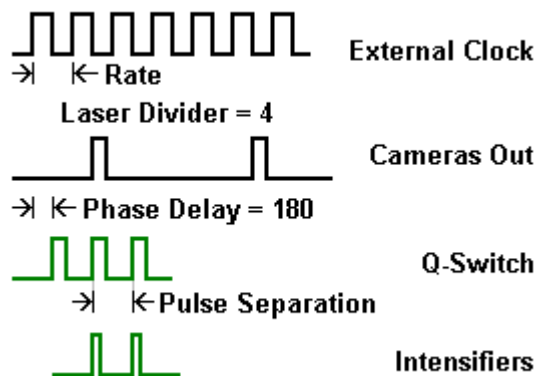 External Clock
Rate
Laser Divider = 4
Cameras Out
Phase Delay = 180
Q-Switch
Pulse Separation
Intensifiers